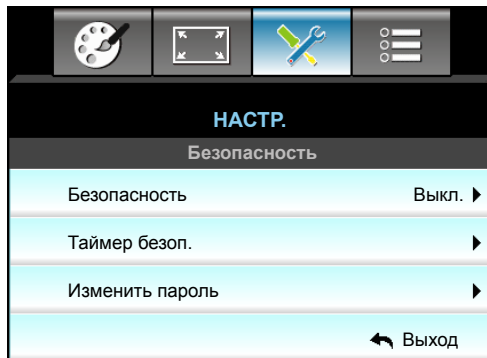 НАСТР.
Безопасность
Безопасность Выкл.
Таймер безоп.
Изменить пароль
Выход